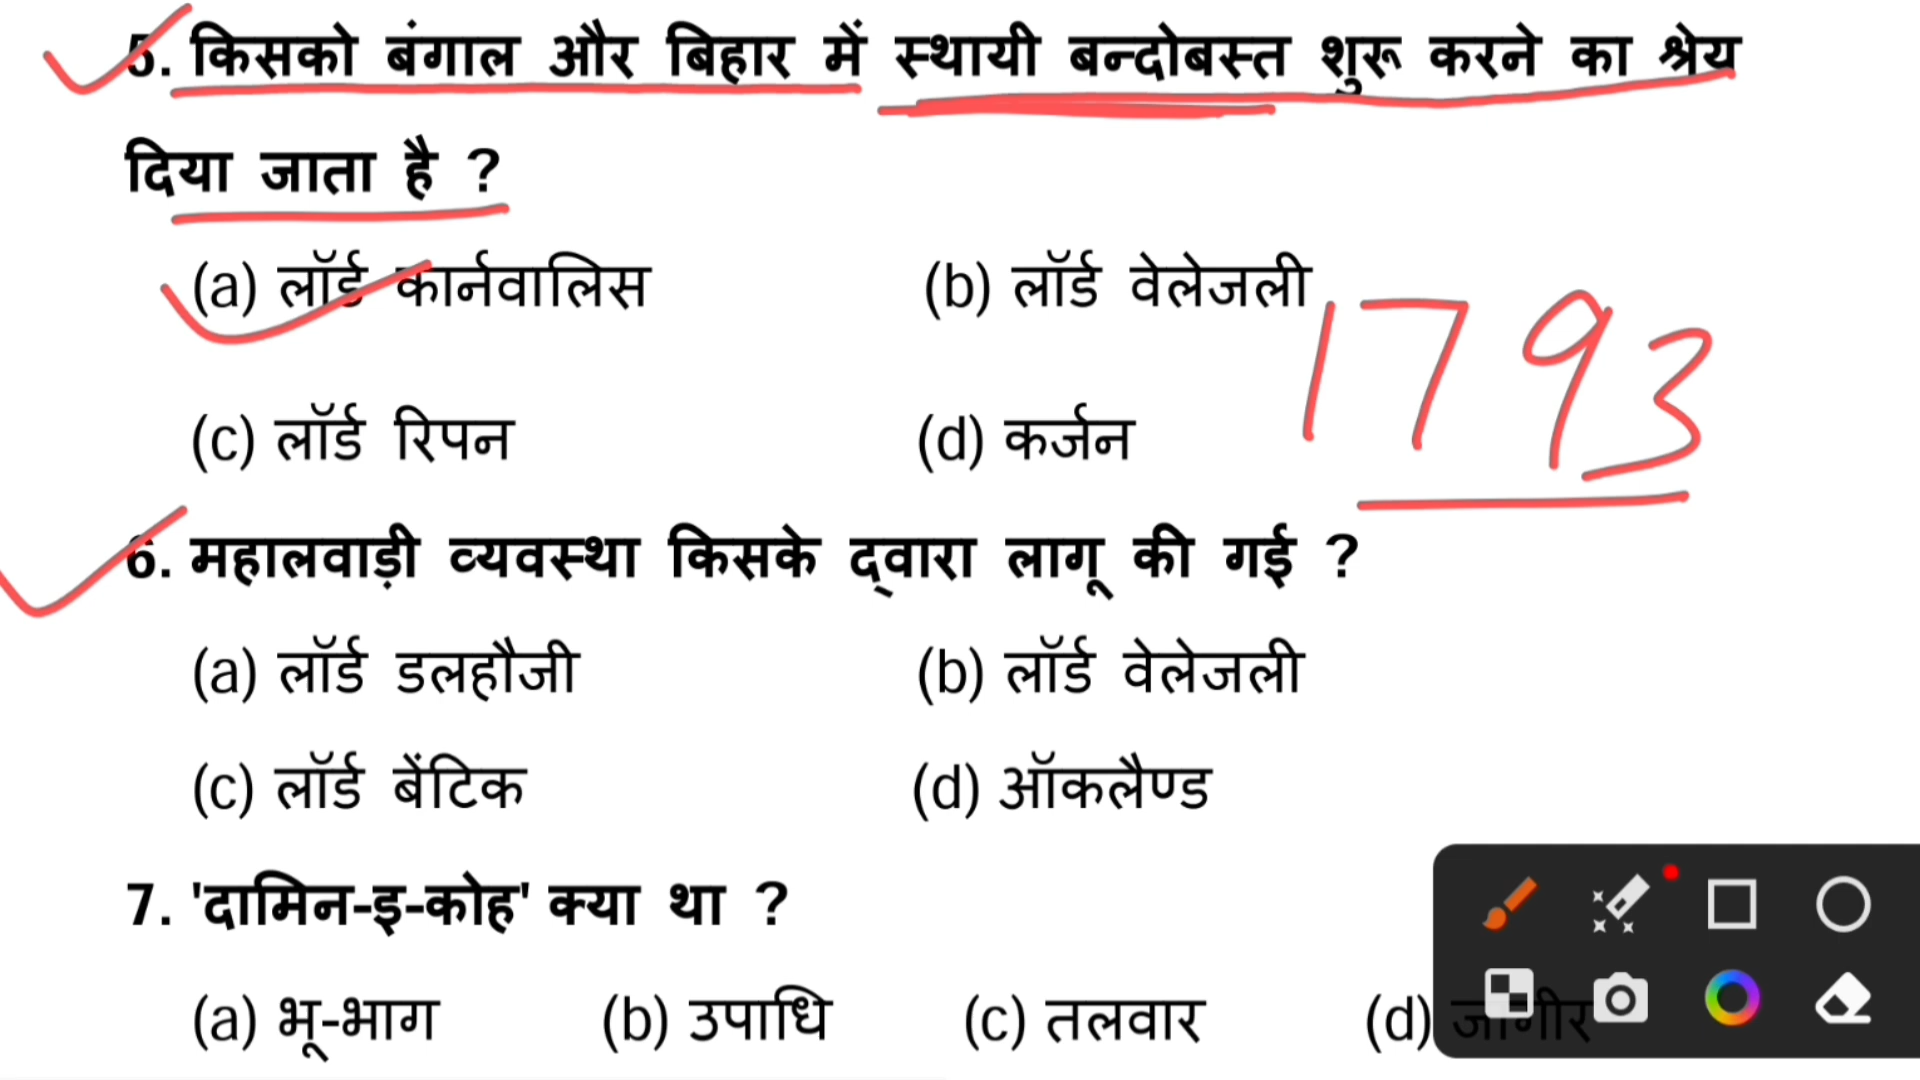 5. किसको बंगाल और बिहार में स्थायी बन्दोबस्त शुरू करने का श्रेय
दिया जाता है ?
(a) लॉर्ड कार्नवालिस (b) लॉर्ड वेलेजली
1793
(c) लॉर्ड रिपन (d) कर्जन
6. महालवाड़ी व्यवस्था किसके द्वारा लागू की गई ?
(a) लॉर्ड डलहौजी (b) लॉर्ड वेलेजली
(c) लॉर्ड बेंटिक (d) ऑकलैण्ड
7. 'दामिन-इ-कोह' क्या था ?
(a) भू-भाग (b) उपाधि (c) तलवार (d) जागीर